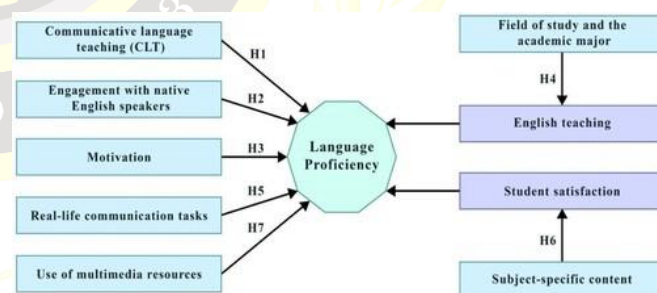 Communicative language
teaching (CLT)
H1
Engagement with native
English speakers
H2
Motivation
H3
Real-life communication tasks
H5
Use of multimedia resources
H7
Language
Proficiency
Field of study and the
academic major
H4
English teaching
Student satisfaction
H6
Subject-specific content